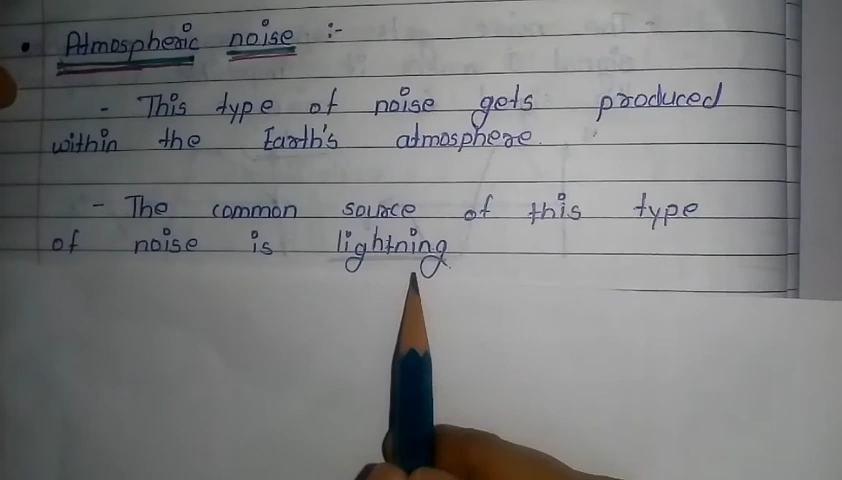 • Atmospheric noise :-
- This type of noise gets produced
within the Earth's atmosphere.
- The common source of this type
of noise is lightning.